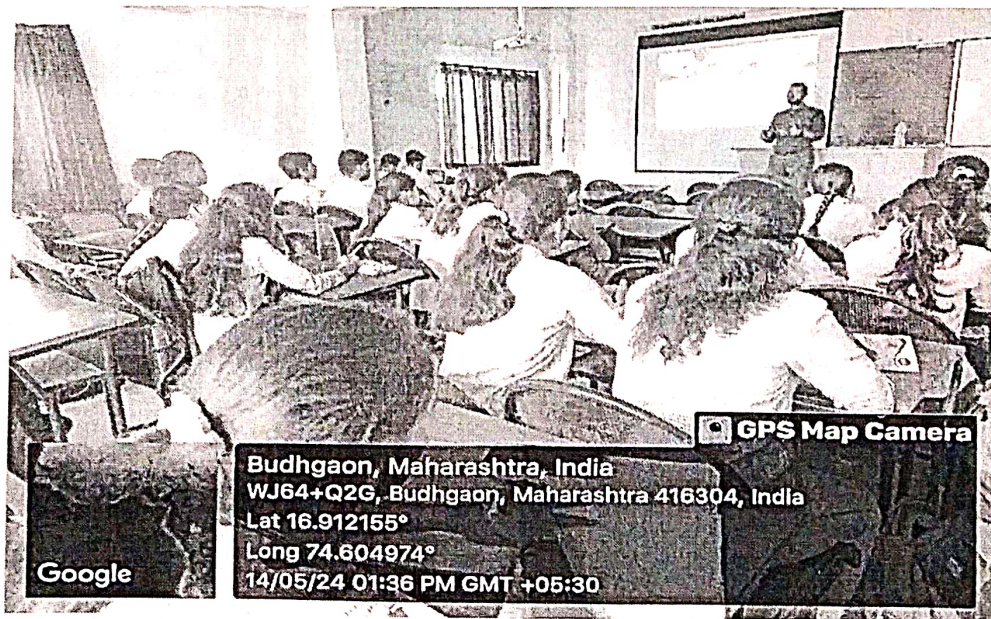 GPS Map Camera
Budhgaon, Maharashtra, India
WJ64+Q2G, Budhgaon, Maharashtra 416304, India
Lat 16.912155°
Long 74.604974°
14/05/24 01:36 PM GMT +05:30
Google